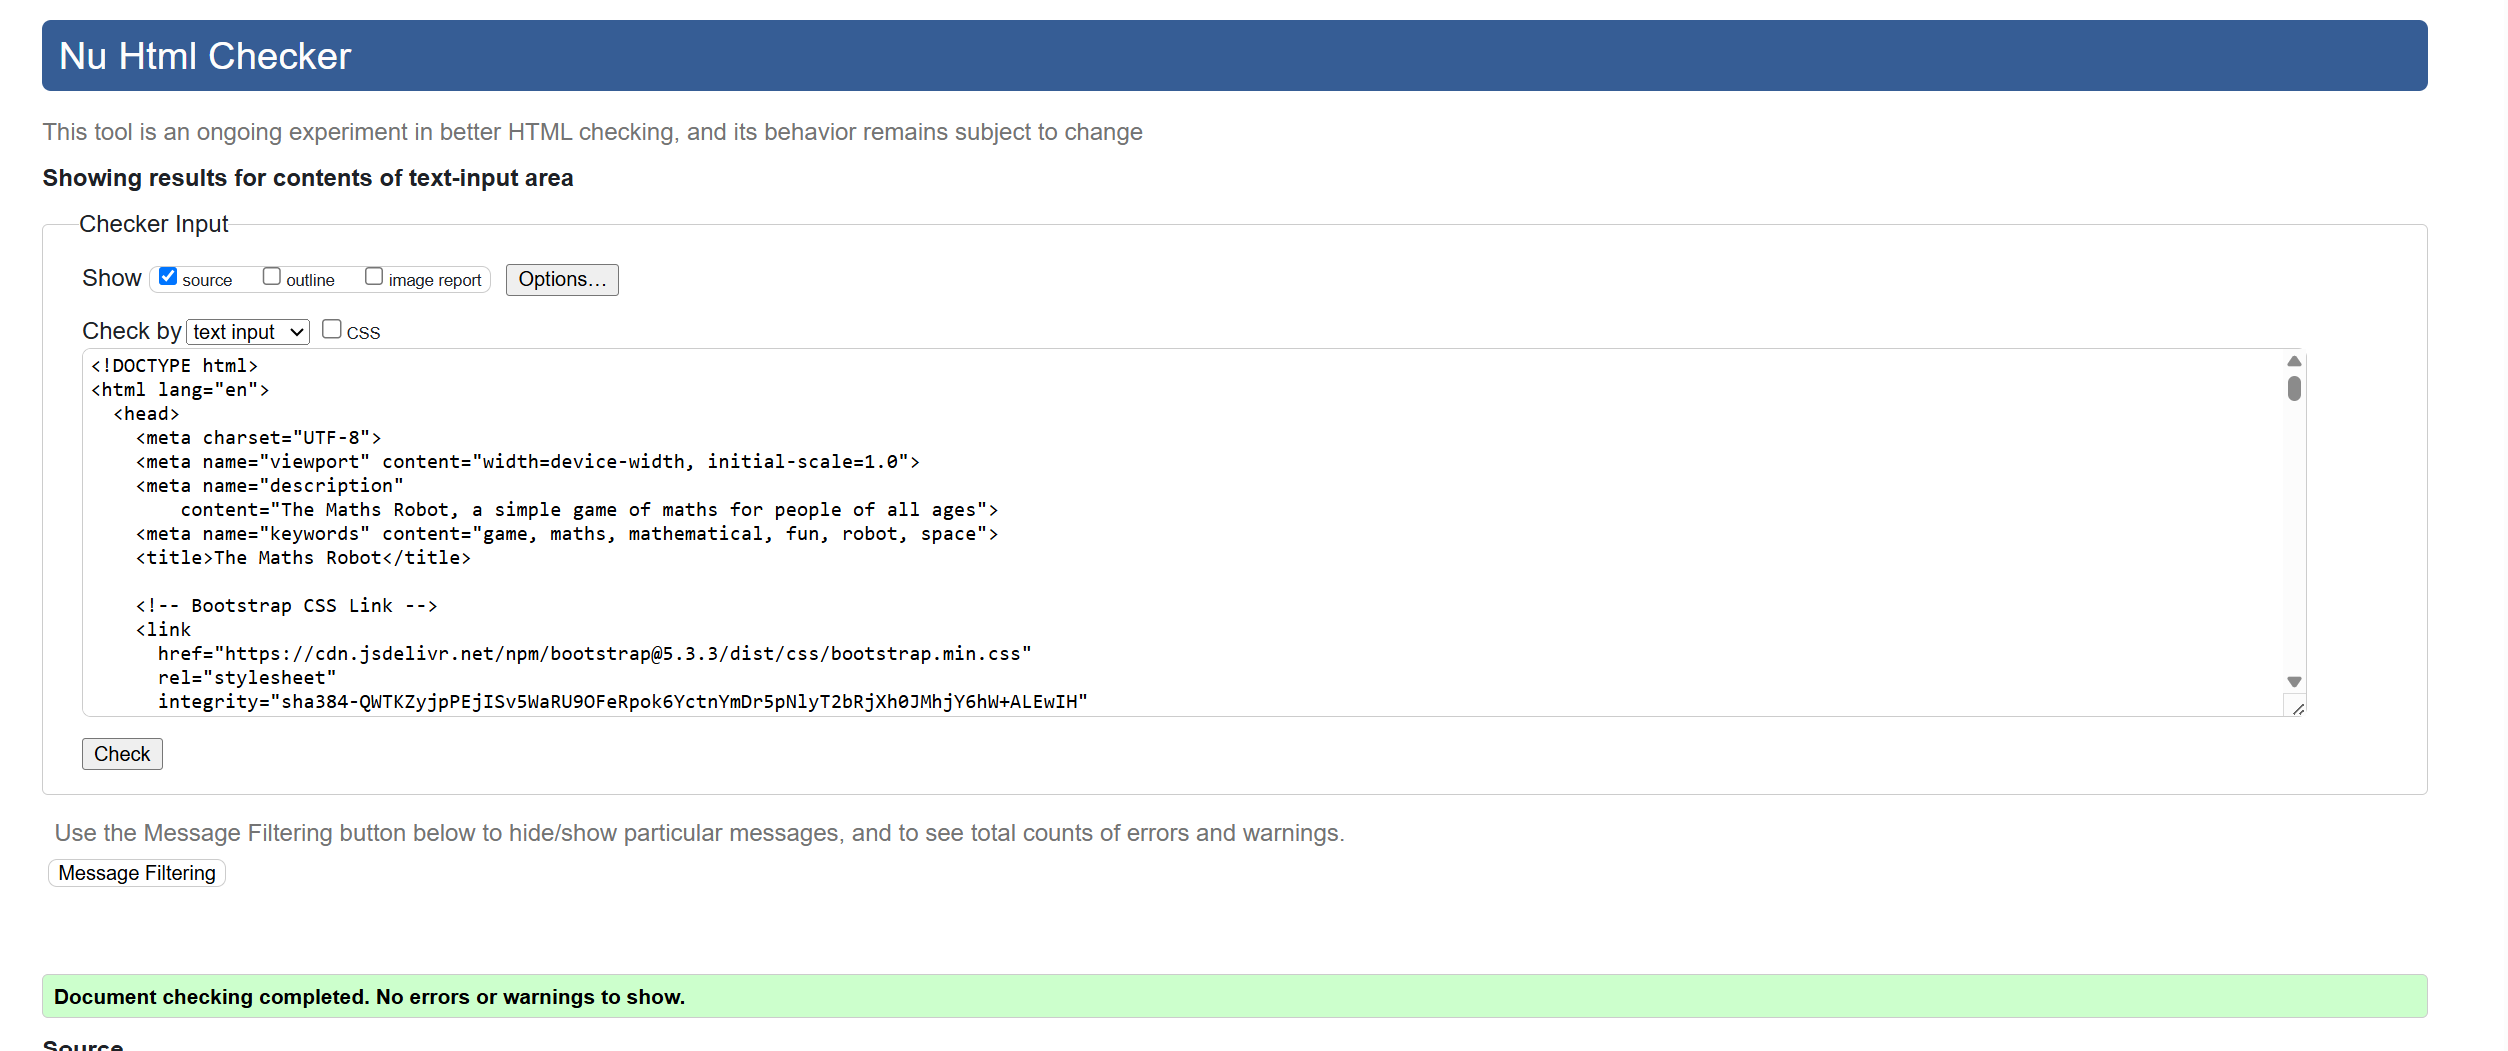 Nu Html Checker
This tool is an ongoing experiment in better HTML checking, and its behavior remains subject to change
Showing results for contents of text-input area
Checker Input
Show source outline image report Options...
Check by text input CSS
<!DOCTYPE html>
<html lang="en">
<head>
<meta charset="UTF-8">
<meta name="viewport" content="width=device-width, initial-scale=1.0">
<meta name="description"
content="The Maths Robot, a simple game of maths for people of all ages">
<meta name="keywords" content="game, maths, mathematical, fun, robot, space">
<title>The Maths Robot</title>
<!-- Bootstrap CSS Link -->
<link
href="https://cdn.jsdelivr.net/npm/bootstrap@5.3.3/dist/css/bootstrap.min.css"
rel="stylesheet"
integrity="sha384-QWTKZyjpPEjISv5WaRU9OFeRpok6YctnYmDr5pNlyT2bRjXh0JMhjY6hW+ALEwIH"
Check
Use the Message Filtering button below to hide/show particular messages, and to see total counts of errors and warnings.
Message Filtering
Document checking completed. No errors or warnings to show.
Source